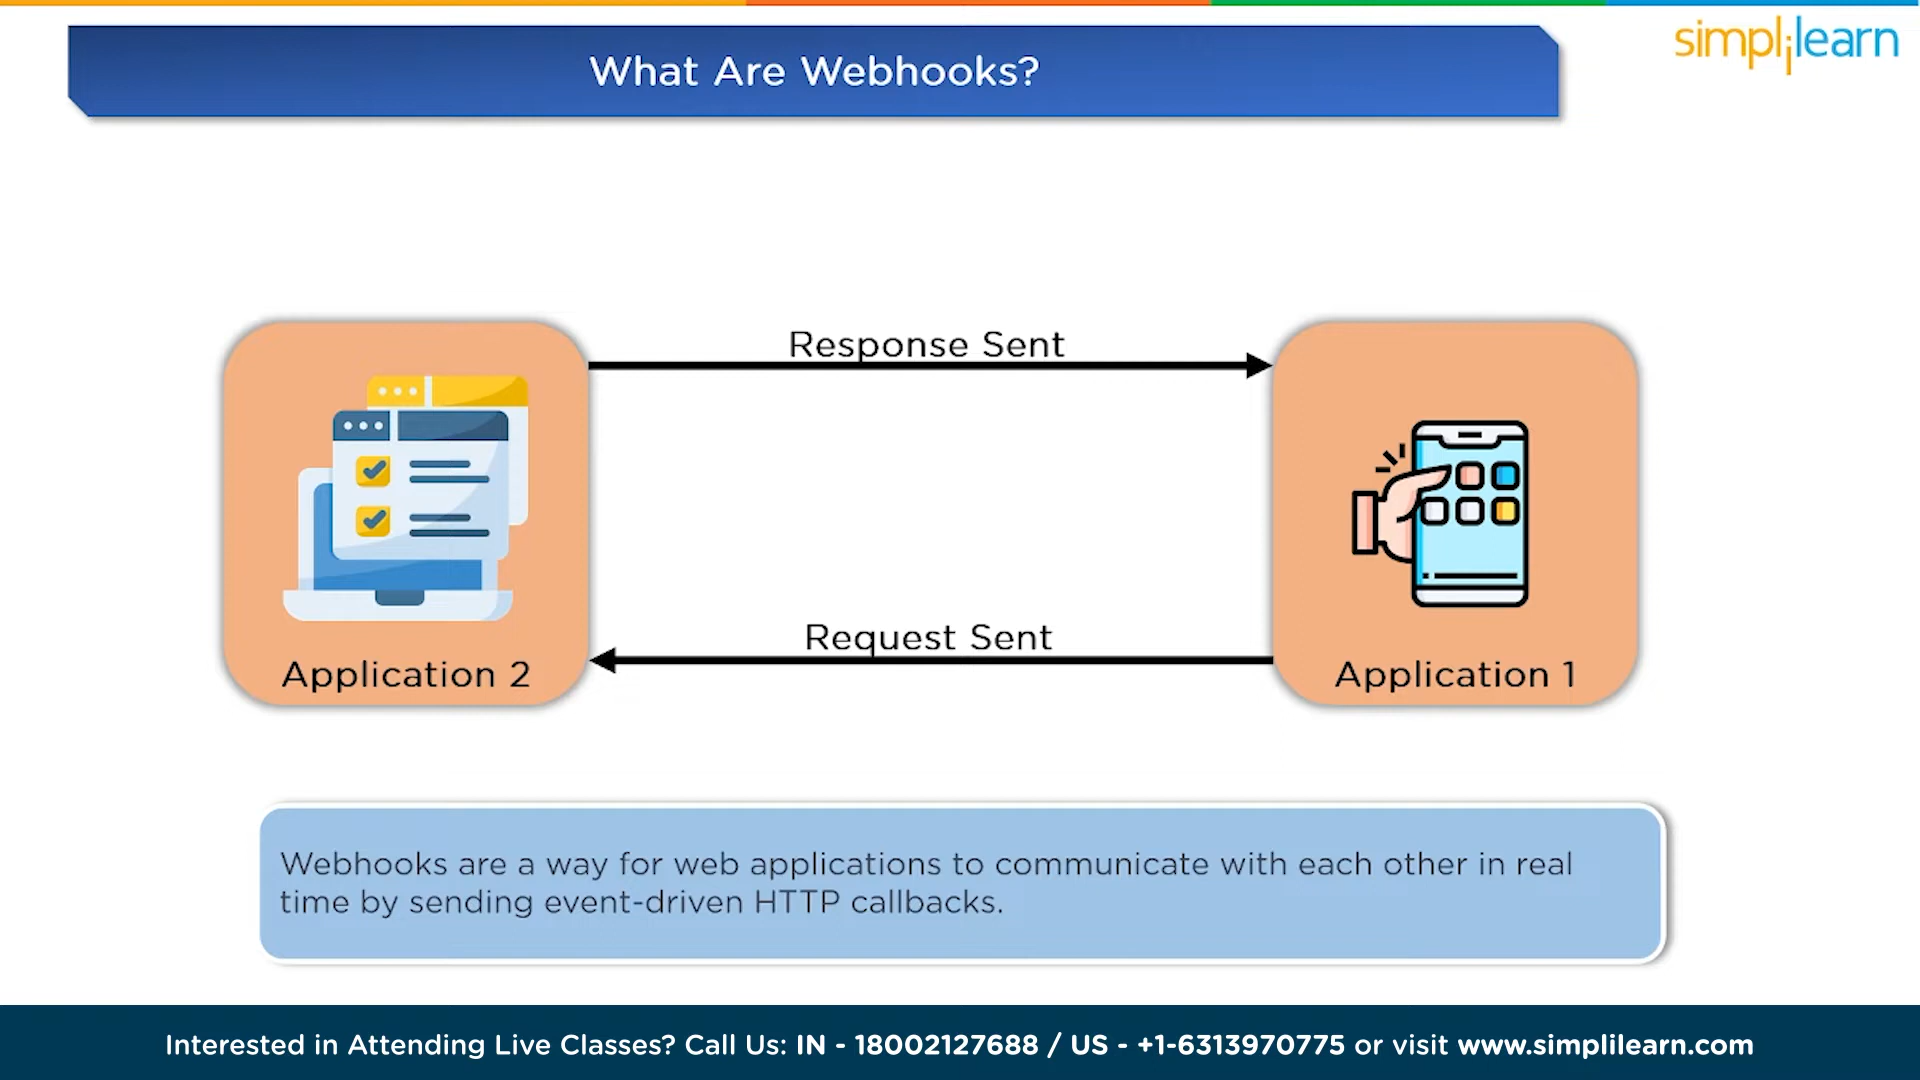 What Are Webhooks?
simplilearn
Response Sent
Request Sent
Application 2
Application 1
Webhooks are a way for web applications to communicate with each other in real
time by sending event-driven HTTP callbacks.
Interested in Attending Live Classes? Call Us: IN - 18002127688 / US - +1-6313970775 or visit www.simplilearn.com